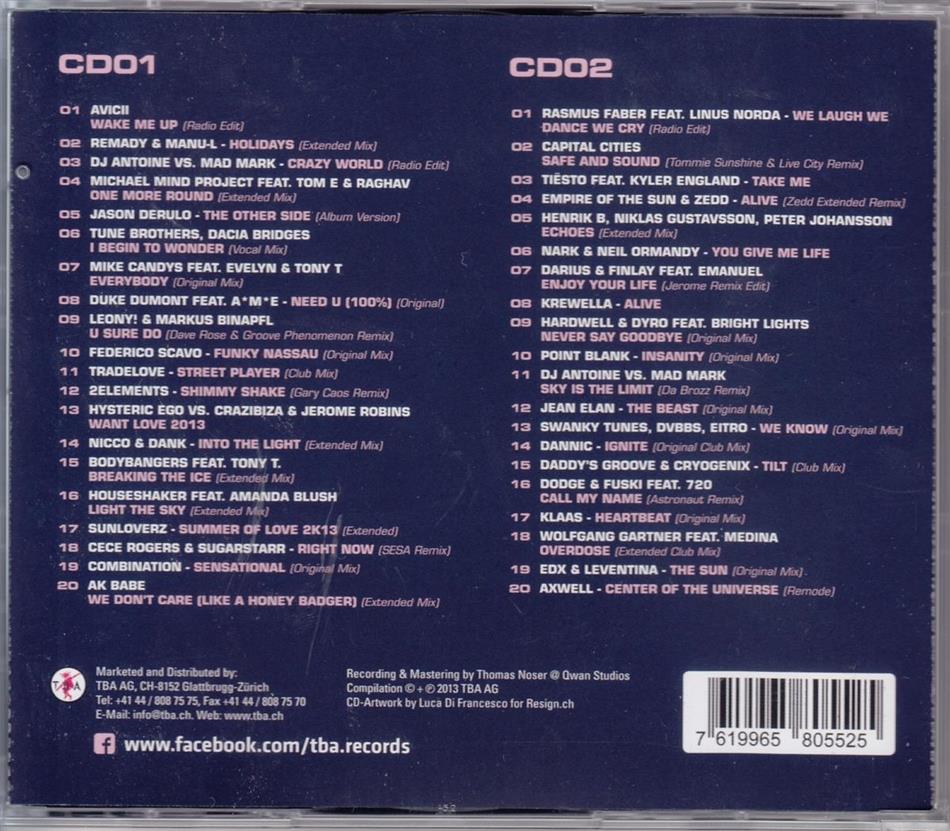 CD01
01 AVICII
WAKE ME UP (Radio Edit)
02 REMADY & MANU-L - HOLIDAYS (Extended Mix)
03 DJ ANTOINE VS. MAD MARK - CRAZY WORLD (Radio Edit)
04 MICHAEL MIND PROJECT FEAT. TOM E & RAGHAV
ONE MORE ROUND (Extended Mix)
05 JASON DERULO - THE OTHER SIDE (Album Version)
06 TUNE BROTHERS, DACIA BRIDGES
I BEGIN TO WONDER (Vocal Mix)
07 MIKE CANDYS FEAT. EVELYN & TONY T
EVERYBODY (Original Mix)
08 DUKE DUMONT FEAT. A*M*E - NEED U (100%) (Original)
09 LEONY! & MARKUS BINAPFL
U SURE DO (Dave Rose & Groove Phenomenon Remix)
10 FEDERICO SCAVO - FUNKY NASSAU (Original Mix)
11 TRADELOVE - STREET PLAYER (Club Mix)
12 2ELEMENTS - SHIMMY SHAKE (Gary Caos Remix)
13 HYSTERIC EGO VS. CRAZIBIZA & JEROME ROBINS
WANT LOVE 2013
14 NICCO & DANK - INTO THE LIGHT (Extended Mix)
15 BODYBANGERS FEAT. TONY T.
BREAKING THE ICE (Extended Mix)
16 HOUSESHAKER FEAT. AMANDA BLUSH
LIGHT THE SKY (Extended Mix)
17 SUNLOVERZ - SUMMER OF LOVE 2K13 (Extended)
18 CECE ROGERS & SUGARSTARR - RIGHT NOW (SESA Remix)
19 COMBINATION - SENSATIONAL (Original Mix)
20 AK BABE
WE DON'T CARE (LIKE A HONEY BADGER) (Extended Mix)
CD02
01 RASMUS FABER FEAT. LINUS NORDA - WE LAUGH WE
DANCE WE CRY (Radio Edit)
02 CAPITAL CITIES
SAFE AND SOUND (Tommie Sunshine & Live City Remix)
03 TIËSTO FEAT. KYLER ENGLAND - TAKE ME
04 EMPIRE OF THE SUN & ZEDD - ALIVE (Zedd Extended Remix)
05 HENRIK B, NIKLAS GUSTAVSSON, PETER JOHANSSON
ECHOES (Extended Mix)
06 NARK & NEIL ORMANDY - YOU GIVE ME LIFE
07 DARIUS & FINLAY FEAT. EMANUEL
ENJOY YOUR LIFE (Jerome Remix Edit)
08 KREWELLA - ALIVE
09 HARDWELL & DYRO FEAT. BRIGHT LIGHTS
NEVER SAY GOODBYE (Original Mix)
10 POINT BLANK - INSANITY (Original Mix)
11 DJ ANTOINE VS. MAD MARK
SKY IS THE LIMIT (Da Brozz Remix)
12 JEAN ELAN - THE BEAST (Original Mix)
13 SWANKY TUNES, DVBBS, EITRO - WE KNOW (Original Mix)
14 DANNIC - IGNITE (Original Club Mix)
15 DADDY'S GROOVE & CRYOGENIX - TILT (Club Mix)
16 DODGE & FUSKI FEAT. 720
CALL MY NAME (Astronaut Remix)
17 KLAAS - HEARTBEAT (Original Mix)
18 WOLFGANG GARTNER FEAT. MEDINA
OVERDOSE (Extended Club Mix)
19 EDX & LEVENTINA - THE SUN (Original Mix)
20 AXWELL - CENTER OF THE UNIVERSE (Remode)
TBA
Marketed and Distributed by:
TBA AG, CH-8152 Glattbrugg-Zürich
Tel: +41 44 / 808 75 75, Fax +41 44 / 808 75 70
E-Mail: info@tba.ch. Web: www.tba.ch
Recording & Mastering by Thomas Noser @ Qwan Studios
Compilation © + ℗ 2013 TBA AG
CD-Artwork by Luca Di Francesco for Resign.ch
f www.facebook.com/tba.records
7 619965 805525